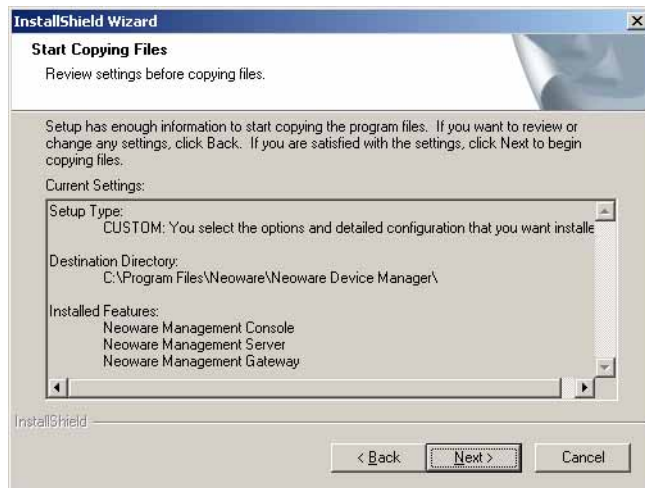 InstallShield Wizard
Start Copying Files
Review settings before copying files.
Setup has enough information to start copying the program files. If you want to review or
change any settings, click Back. If you are satisfied with the settings, click Next to begin
copying files.
Current Settings:
Setup Type:
CUSTOM: You select the options and detailed configuration that you want installe
Destination Directory:
C:\Program Files\Neoware\Neoware Device Manager\
Installed Features:
Neoware Management Console
Neoware Management Server
Neoware Management Gateway
InstallShield
< Back
Next >
Cancel